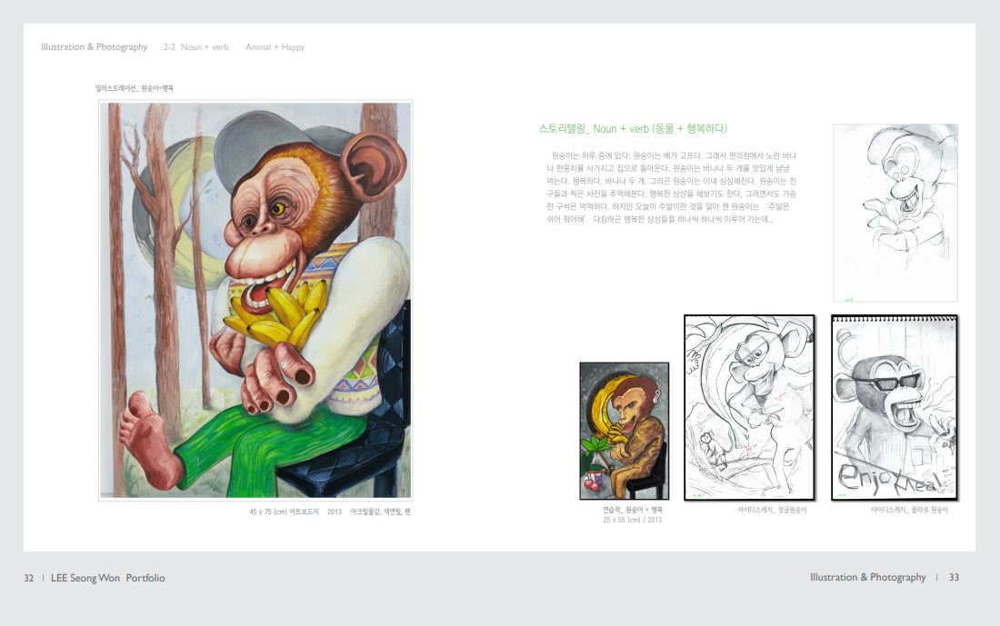 Illustration & Photography 2-2 Noun + verb Animal + Happy
일러스트레이션_ 원숭이+행복
스토리텔링_ Noun + verb (동물 + 행복하다)
원숭이는 하루 종에 있다. 원숭이는 배가 고프다. 그래서 편의점에서 노란 바나
나 한뭉치를 사가지고 집으로 돌아온다. 원숭이는 바나나 두 개를 맛있게 냠냠
먹는다. 행복하다. 바나나 두 개. 그리곤 원숭이는 이내 심심해진다. 원숭이는 친
구들과 찍은 사진을 추억해본다. 행복한 상상을 해보기도 한다. 그러면서도 가슴
한 구석은 먹먹하다. 하지만 오늘이 주말이란 것을 알아 챈 원숭이는 '주말은
쉬어 줘야해' 다짐하곤 행복한 상상들을 하나씩 하나씩 이루어 가는데...
45 x 75 (cm) 아트보드지 2013 아크릴물감, 색연필, 펜
연습작_ 원숭이 + 행복
25 x 55 (cm) / 2013
아이디스케치_ 정글원숭이
enjoy meal
아이디스케치_ 꼴라쥬 원숭이
32 | LEE Seong Won Portfolio
Illustration & Photography | 33